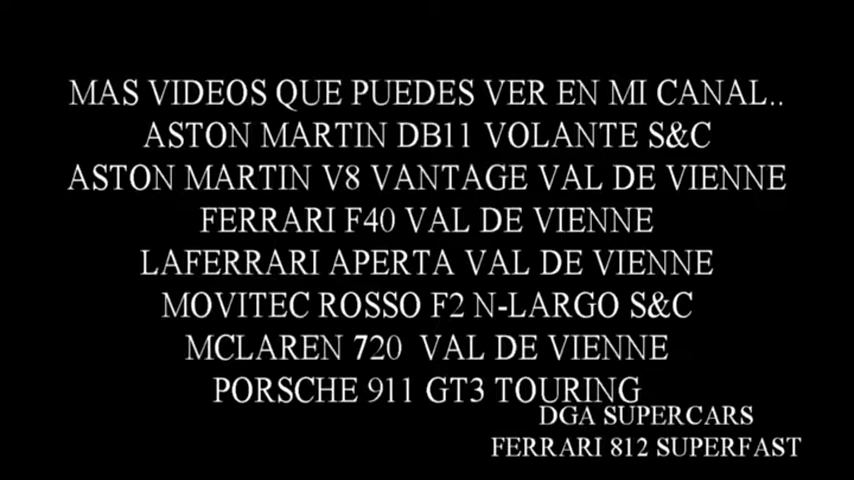 MAS VIDEOS QUE PUEDES VER EN MI CANAL..
ASTON MARTIN DB11 VOLANTE S&C
ASTON MARTIN V8 VANTAGE VAL DE VIENNE
FERRARI F40 VAL DE VIENNE
LAFERRARI APERTA VAL DE VIENNE
MOVITEC ROSSO F2 N-LARGO S&C
MCLAREN 720 VAL DE VIENNE
PORSCHE 911 GT3 TOURING
DGA SUPERCARS
FERRARI 812 SUPERFAST